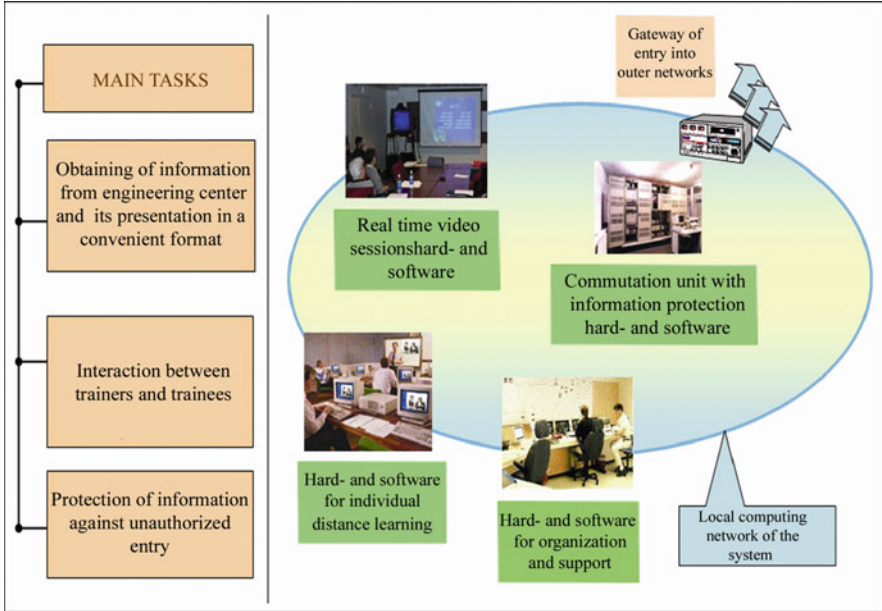 MAIN TASKS
Obtaining of information
from engineering center
and its presentation in a
convenient format
Interaction between
trainers and trainees
Protection of information
against unauthorized
entry
Gateway of
entry into
outer networks
Real time video
sessionshard- and
software
Commutation unit with
information protection
hard- and software
Hard- and software
for individual
distance learning
Hard- and software
for organization
and support
Local computing
network of the
system